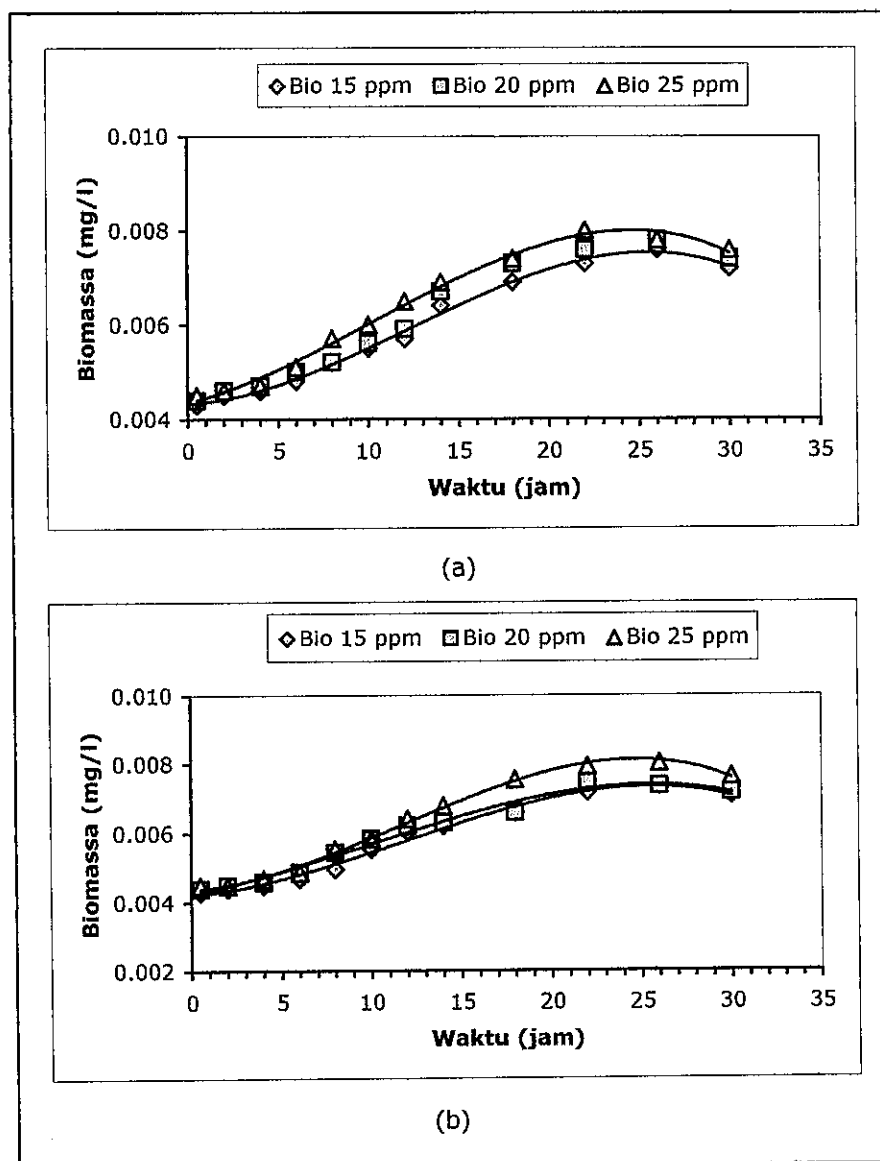 ◇ Bio 15 ppm □ Bio 20 ppm △ Bio 25 ppm
0.010
0.008
0.006
0.004
Biomassa (mg/l)
0 5 10 15 20 25 30 35
Waktu (jam)
(a)
◇ Bio 15 ppm □ Bio 20 ppm △ Bio 25 ppm
0.010
0.008
0.006
0.004
0.002
Biomassa (mg/l)
0 5 10 15 20 25 30 35
Waktu (jam)
(b)